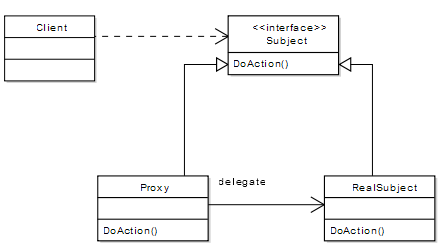 Client
<<interface>>
Subject
DoAction()
Proxy
delegate
RealSubject
DoAction()
DoAction()